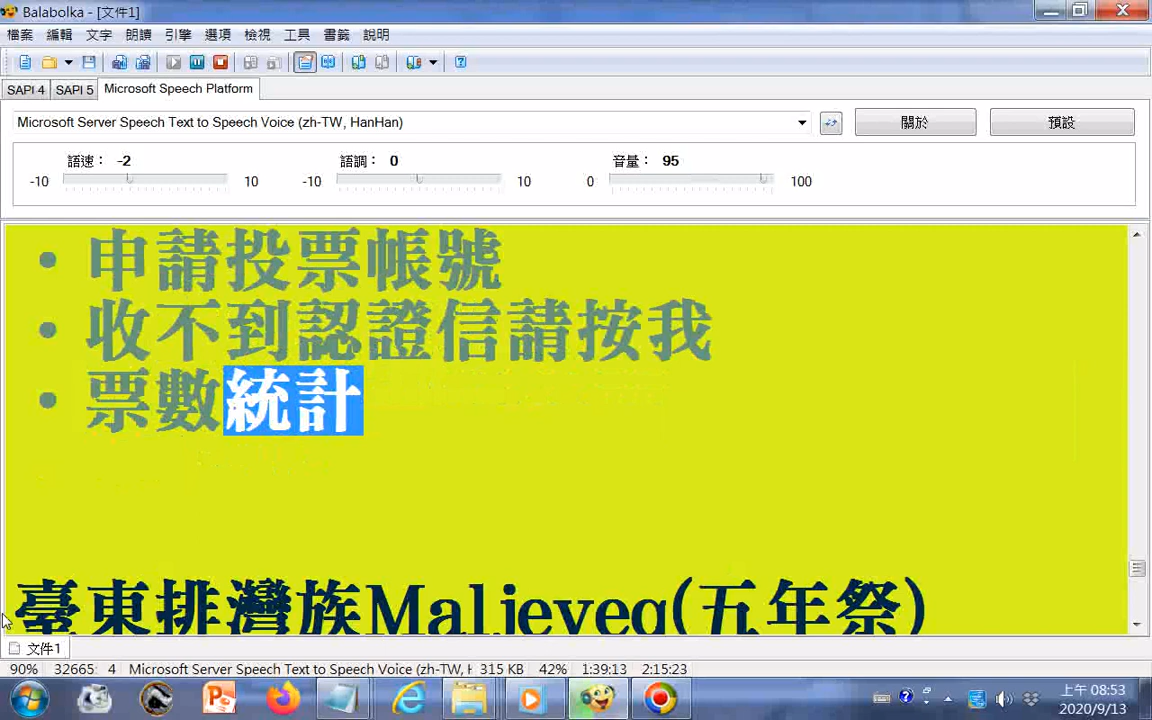 Balabolka - [文件1]
檔案 編輯 文字 朗讀 引擎 選項 檢視 工具 書籤 說明
SAPI 4 SAPI 5 Microsoft Speech Platform
Microsoft Server Speech Text to Speech Voice (zh-TW, HanHan) 關於 預設
語速： -2 語調： 0 音量： 95
-10 10 -10 10 0 100
• 申請投票帳號
• 收不到認證信請按我
• 票數統計
臺東排灣族Maljeveq(五年祭)
文件1
90% 32665: 4 Microsoft Server Speech Text to Speech Voice (zh-TW, H 315 KB 42% 1:39:13 2:15:23
上午 08:53
2020/9/13